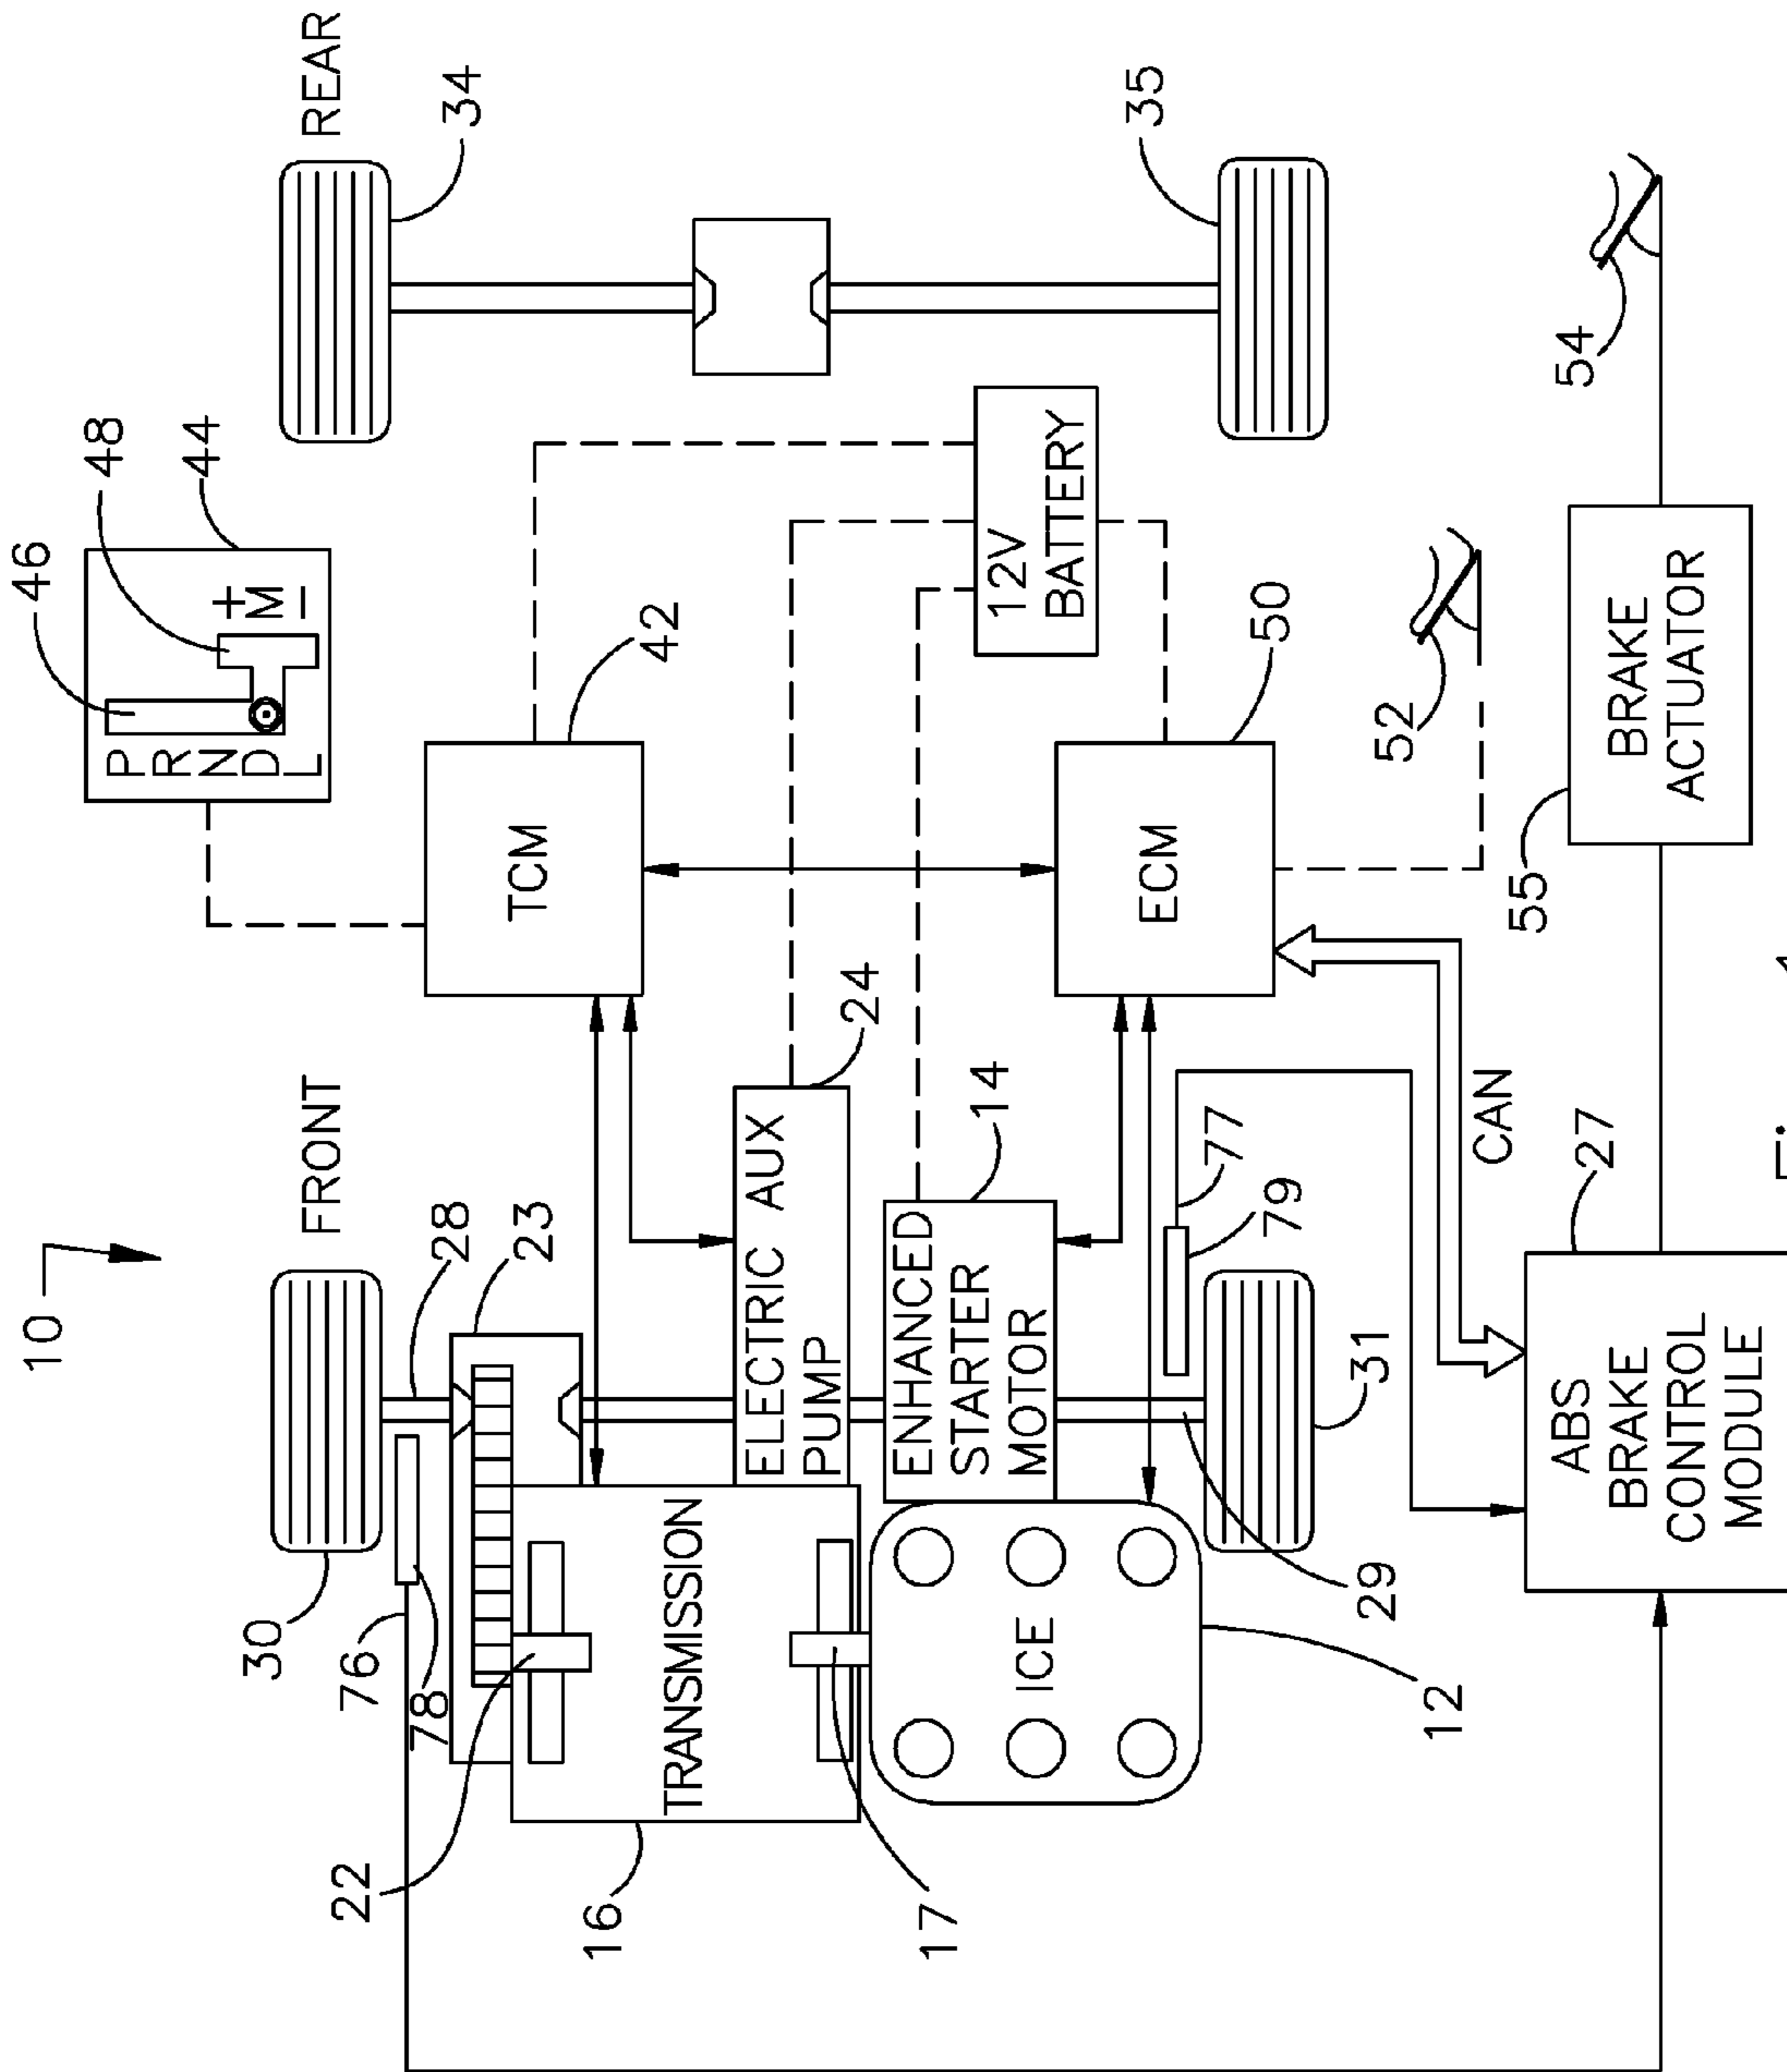 10
FRONT
REAR
30
76
78
28
23
46
48
44
34
P
R
N
D
L
+
M
-
22
16
TRANSMISSION
17
ELECTRIC AUX
PUMP
24
TCM
42
ENHANCED
STARTER
MOTOR
14
ICE
12
29
31
77
79
ECM
50
12V
BATTERY
35
52
54
CAN
27
ABS
BRAKE
CONTROL
MODULE
55
BRAKE
ACTUATOR